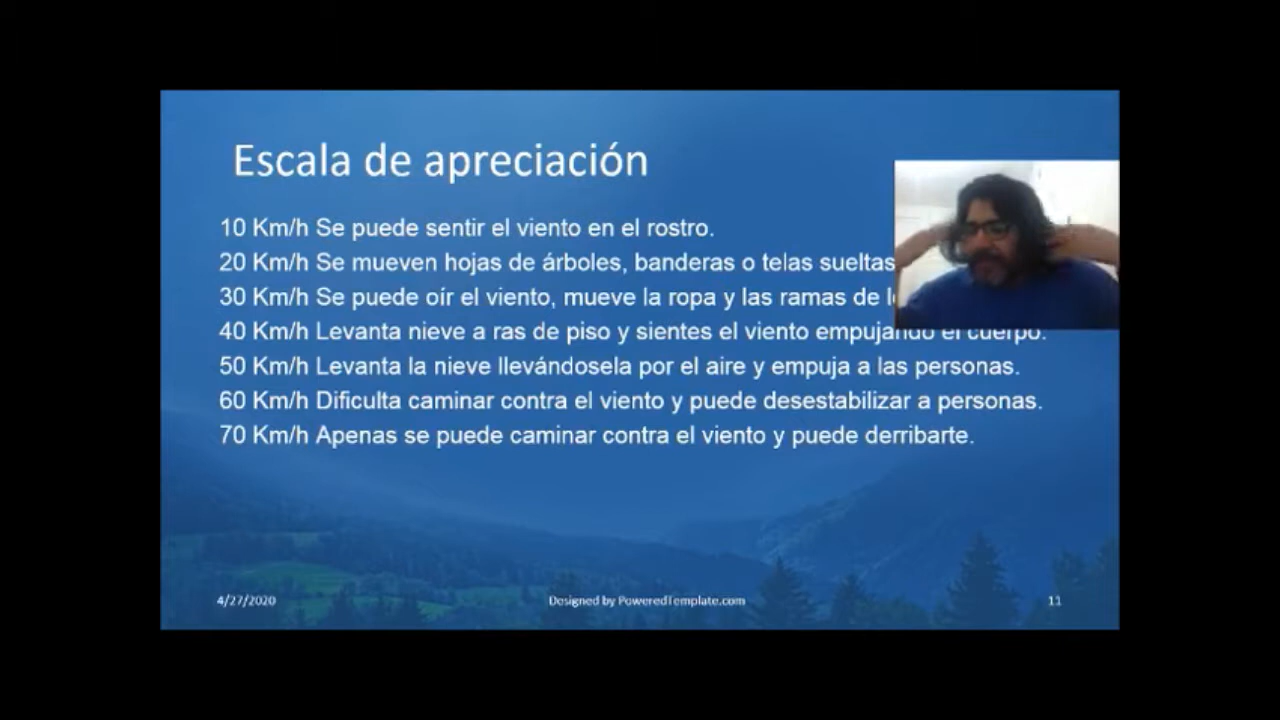 Escala de apreciación
10 Km/h Se puede sentir el viento en el rostro.
20 Km/h Se mueven hojas de árboles, banderas o telas sueltas
30 Km/h Se puede oír el viento, mueve la ropa y las ramas de
40 Km/h Levanta nieve a ras de piso y sientes el viento empujando el cuerpo.
50 Km/h Levanta la nieve llevándosela por el aire y empuja a las personas.
60 Km/h Dificulta caminar contra el viento y puede desestabilizar a personas.
70 Km/h Apenas se puede caminar contra el viento y puede derribarte.
4/27/2020 Designed by PoweredTemplate.com 11